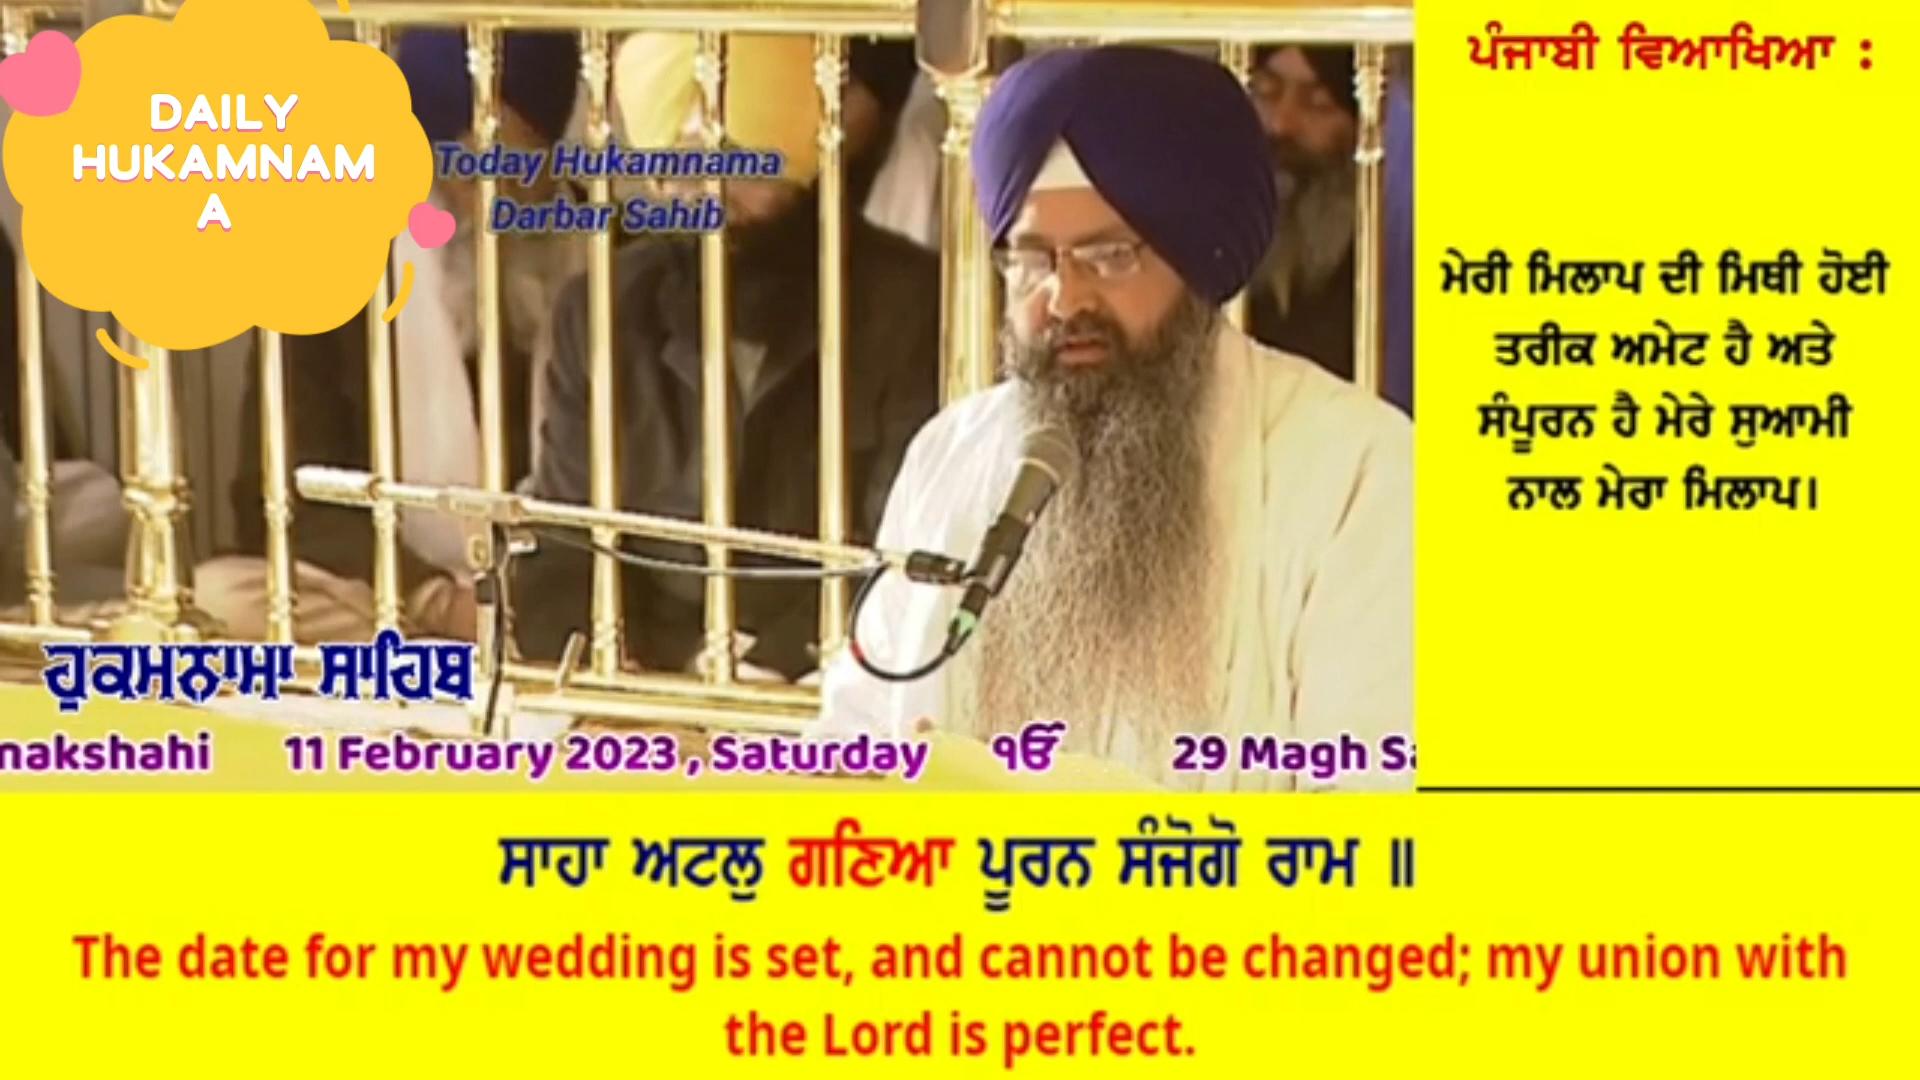 DAILY
HUKAMNAM
A
Today Hukamnama
Darbar Sahib
ਪੰਜਾਬੀ ਵਿਆਖਿਆ :
ਮੇਰੀ ਮਿਲਾਪ ਦੀ ਮਿਥੀ ਹੋਈ
ਤਰੀਕ ਅਮੇਟ ਹੈ ਅਤੇ
ਸੰਪੂਰਨ ਹੈ ਮੇਰੇ ਸੁਆਮੀ
ਨਾਲ ਮੇਰਾ ਮਿਲਾਪ।
ਹੁਕਮਨਾਮਾ ਸਾਹਿਬ
nakshahi 11 February 2023, Saturday ੴ 29 Magh Sa
ਸਾਹਾ ਅਟਲੁ ਗਣਿਆ ਪੂਰਨ ਸੰਜੋਗੋ ਰਾਮ ॥
The date for my wedding is set, and cannot be changed; my union with
the Lord is perfect.